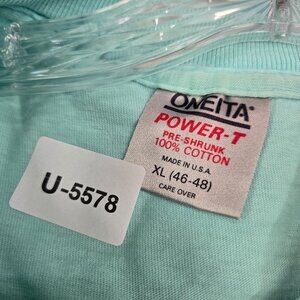 ONEITA
POWER-T
PRE-SHRUNK
100% COTTON
MADE IN U.S.A.
XL (46-48)
CARE OVER
U-5578